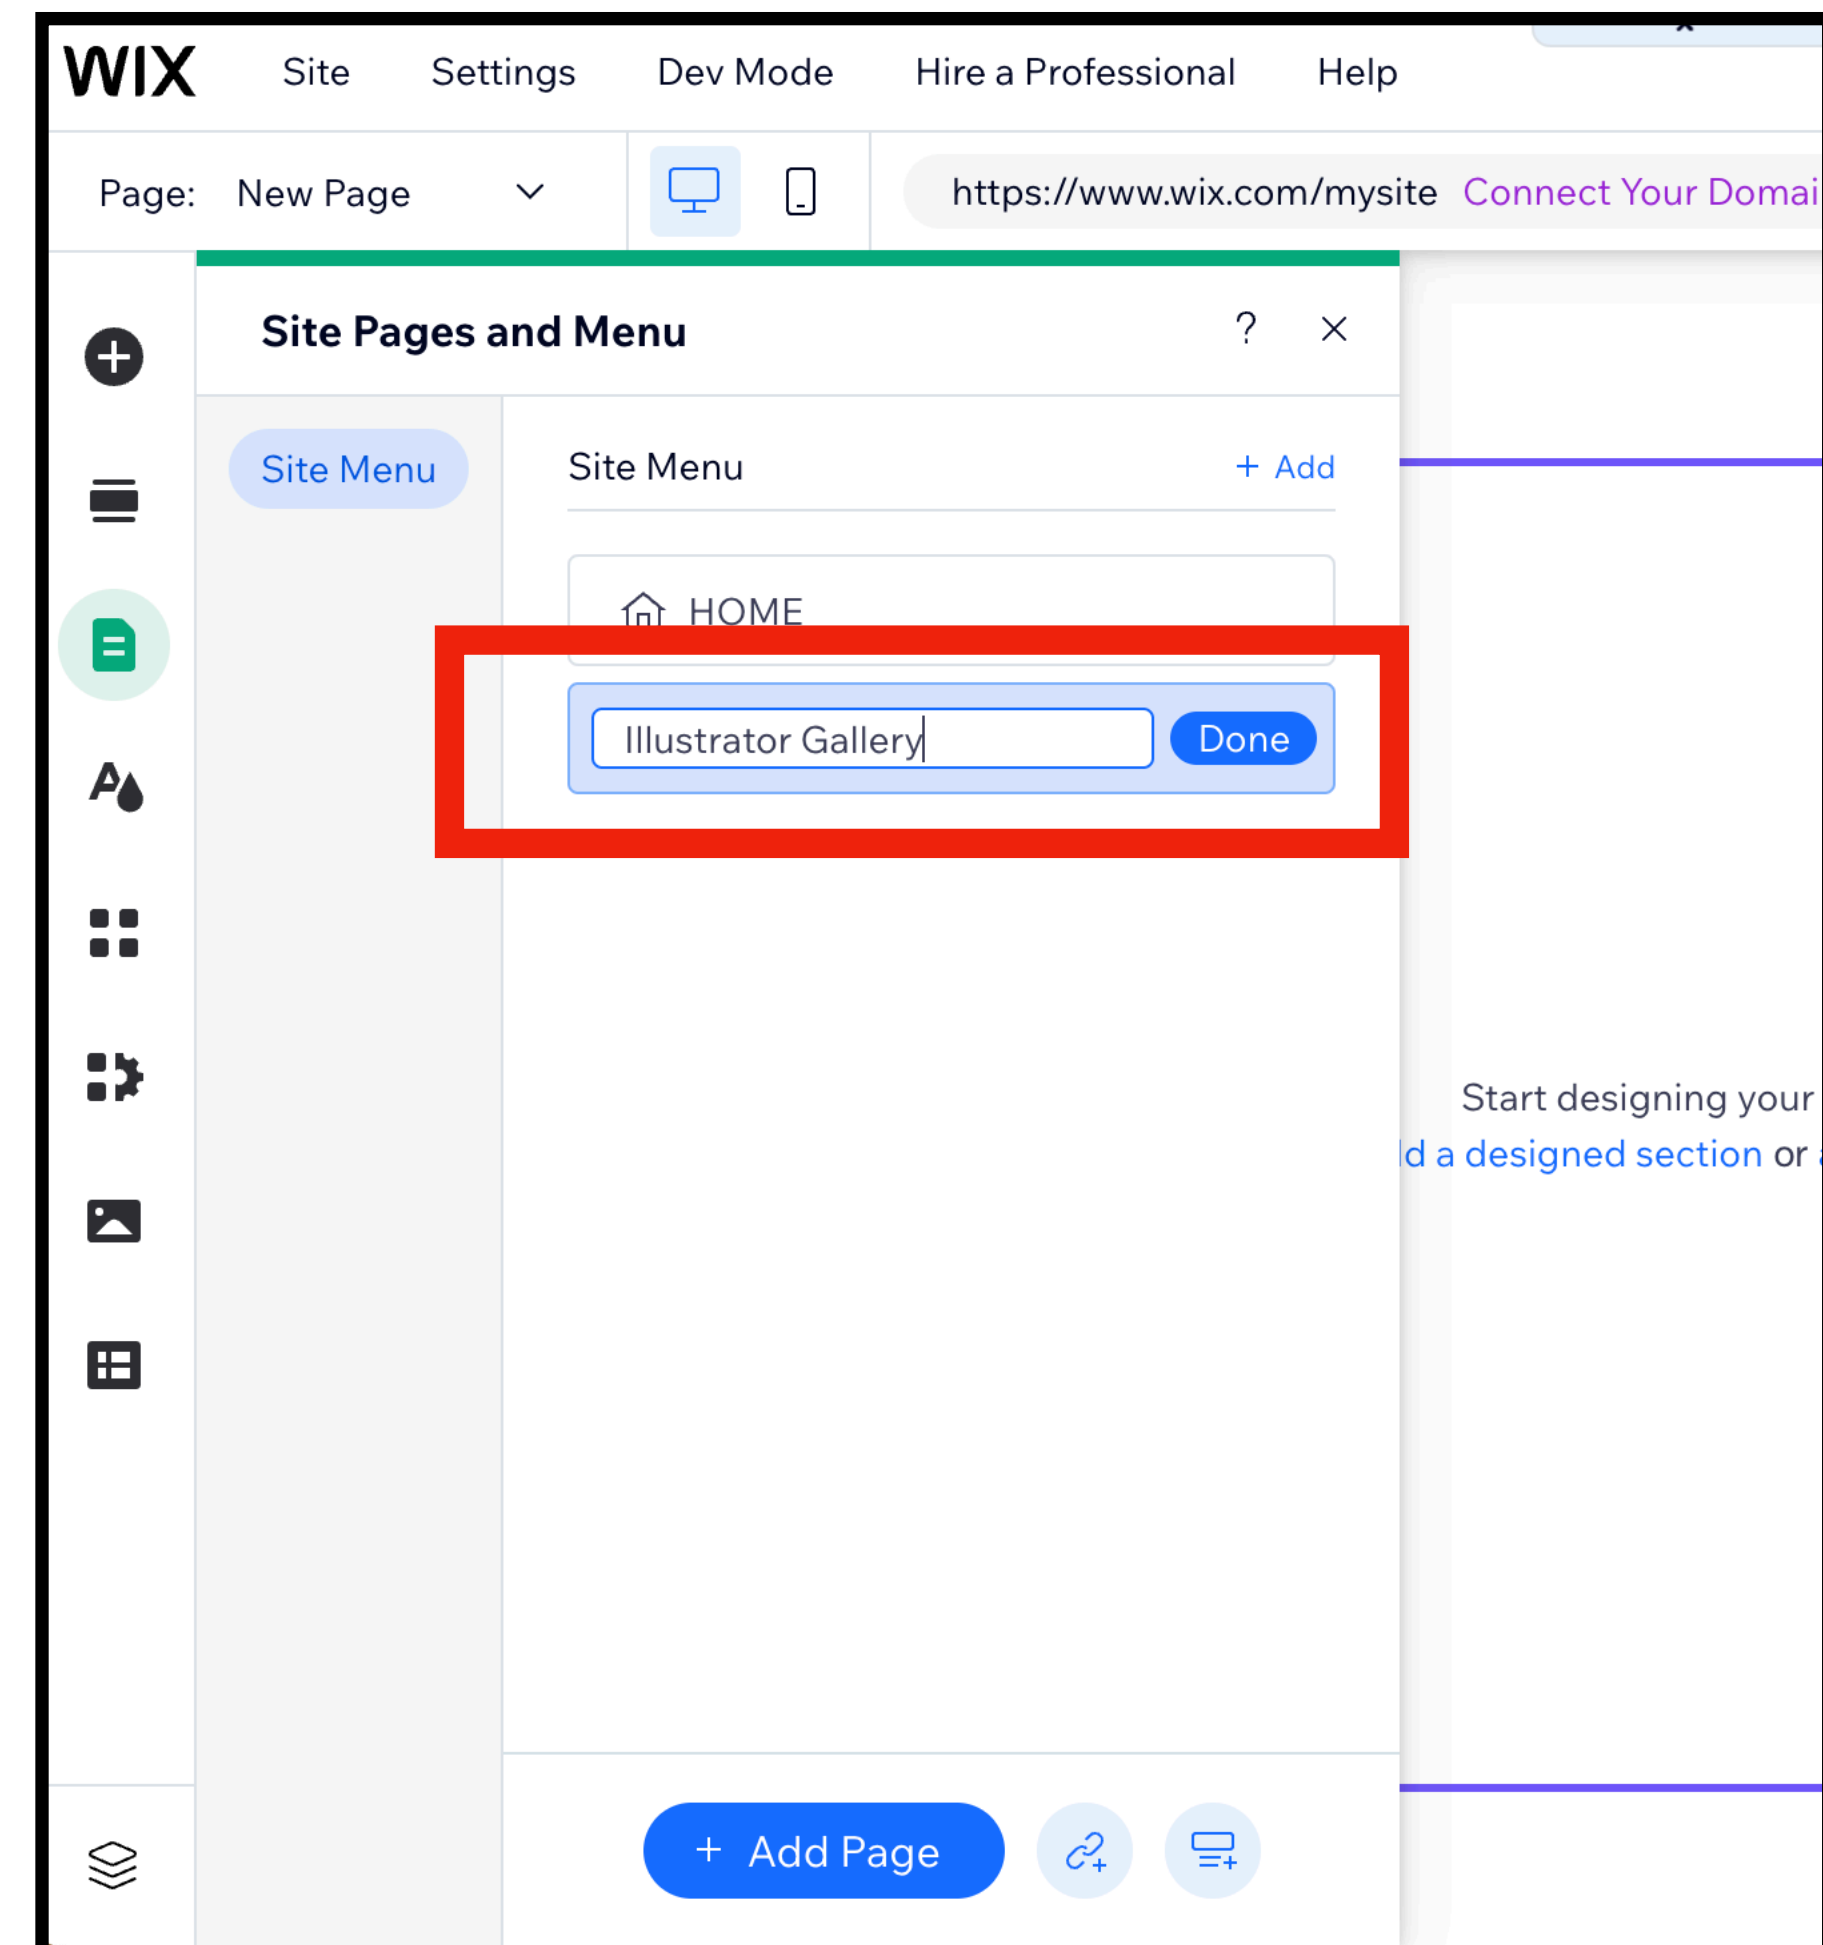 WIX Site Settings Dev Mode Hire a Professional Help
Page: New Page https://www.wix.com/mysite Connect Your Domai
Site Pages and Menu ?
Site Menu
Site Menu + Add
HOME
Illustrator Gallery Done
Start designing your
d a designed section or
+ Add Page